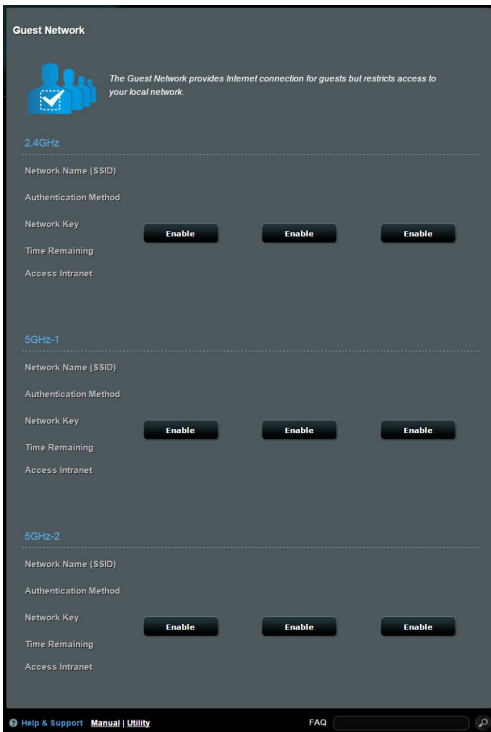 Guest Network
The Guest Network provides Internet connection for guests but restricts access to
your local network.
2.4GHz
Network Name (SSID)
Authentication Method
Network Key
Enable Enable Enable
Time Remaining
Access Intranet
5GHz-1
Network Name (SSID)
Authentication Method
Network Key
Enable Enable Enable
Time Remaining
Access Intranet
5GHz-2
Network Name (SSID)
Authentication Method
Network Key
Enable Enable Enable
Time Remaining
Access Intranet
? Help & Support Manual | Utility FAQ